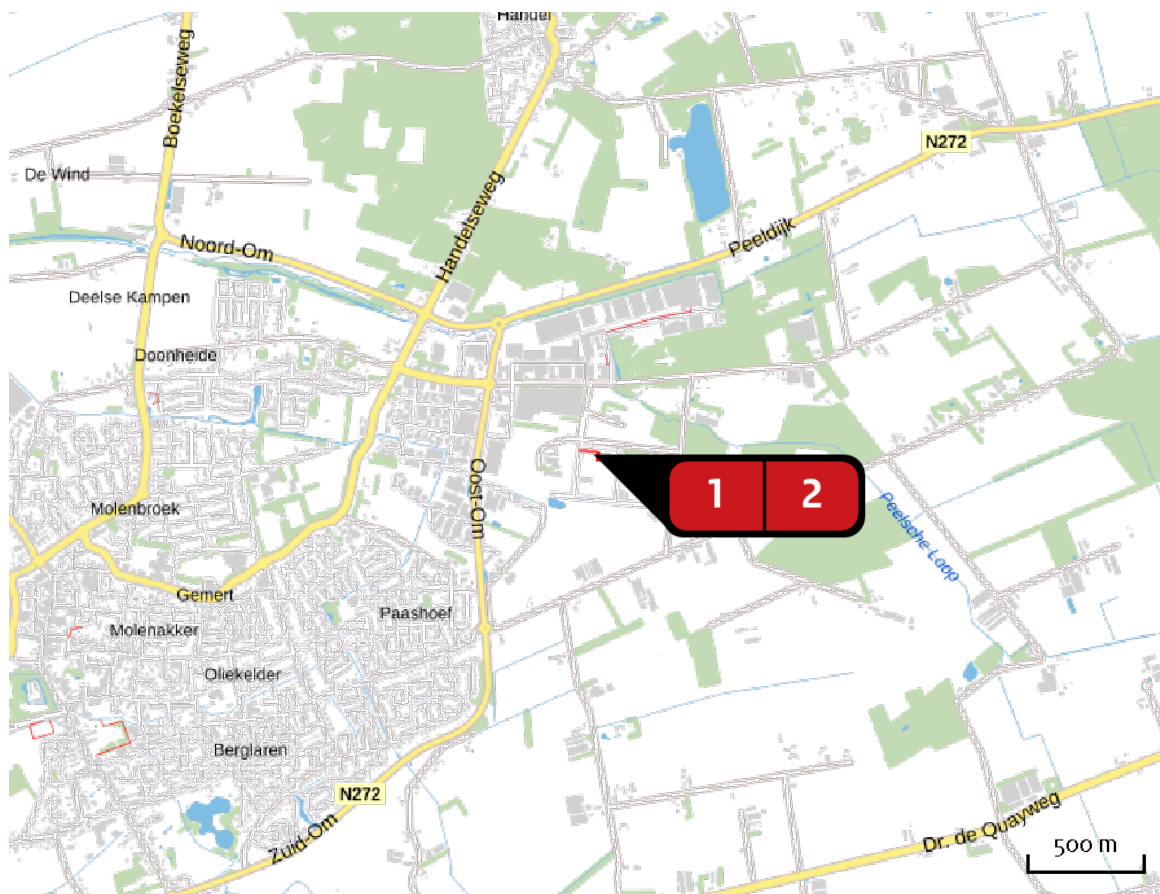 Handel
Boekelseweg
N272
De Wind
Handelseweg
Peeldijk
Noord-Om
Deelse Kampen
Doonheide
1
2
Oost-Om
Molenbroek
Peelsche Loop
Gemert
Paashoef
Molenakker
Oliekelder
Berglaren
N272
Zuid-Om
Dr. de Quayweg
500 m